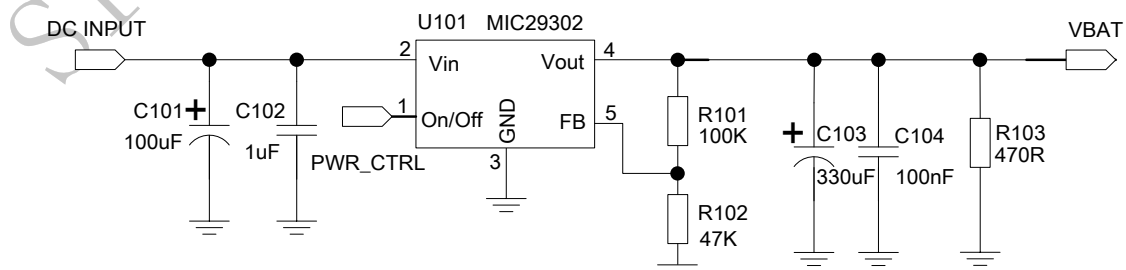 DC INPUT
U101 MIC29302
VBAT
2
Vin
Vout
4
1
On/Off
GND
FB
5
3
PWR_CTRL
C101
100uF
C102
1uF
R101
100K
R102
47K
C103
330uF
C104
100nF
R103
470R